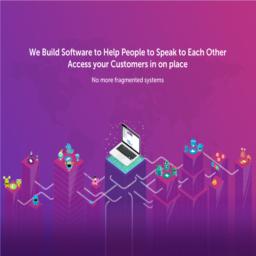 We Build Software to Help People to Speak to Each Other
Access your Customers in on place
No more fragmented systems